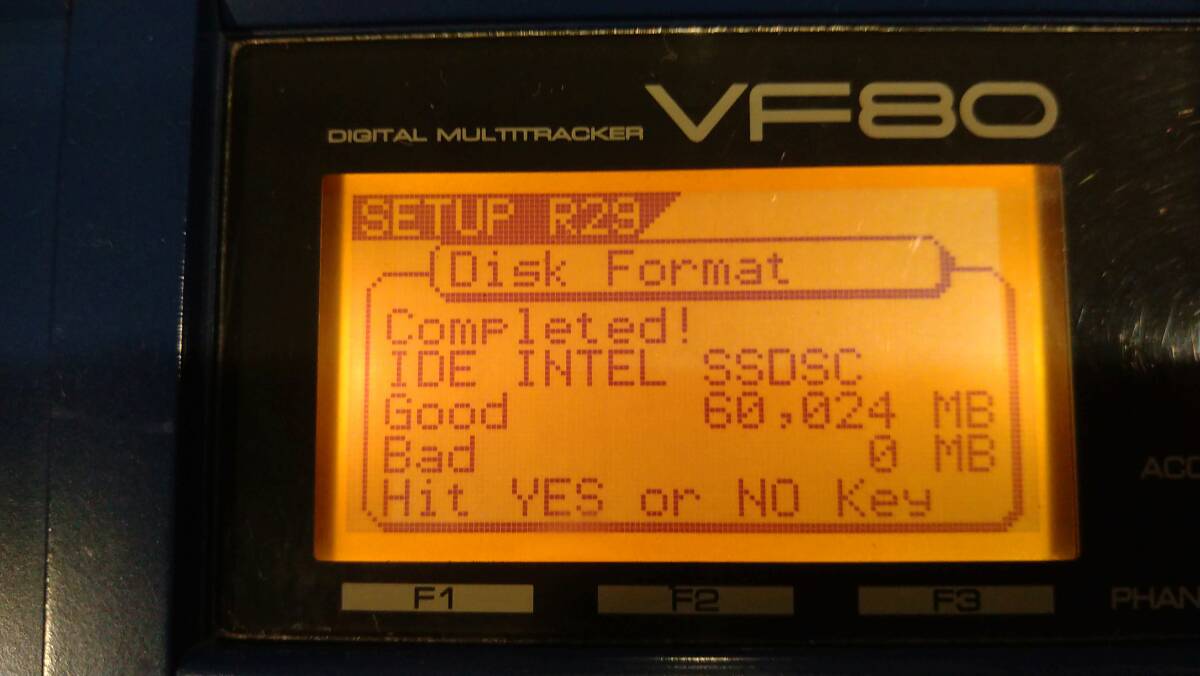 DIGITAL MULTITRACKER VF80
SETUP R29
Disk Format
Completed!
IDE INTEL SSDSC
Good 60,024 MB
Bad 0 MB
Hit YES or NO Key
F1 F2 F3